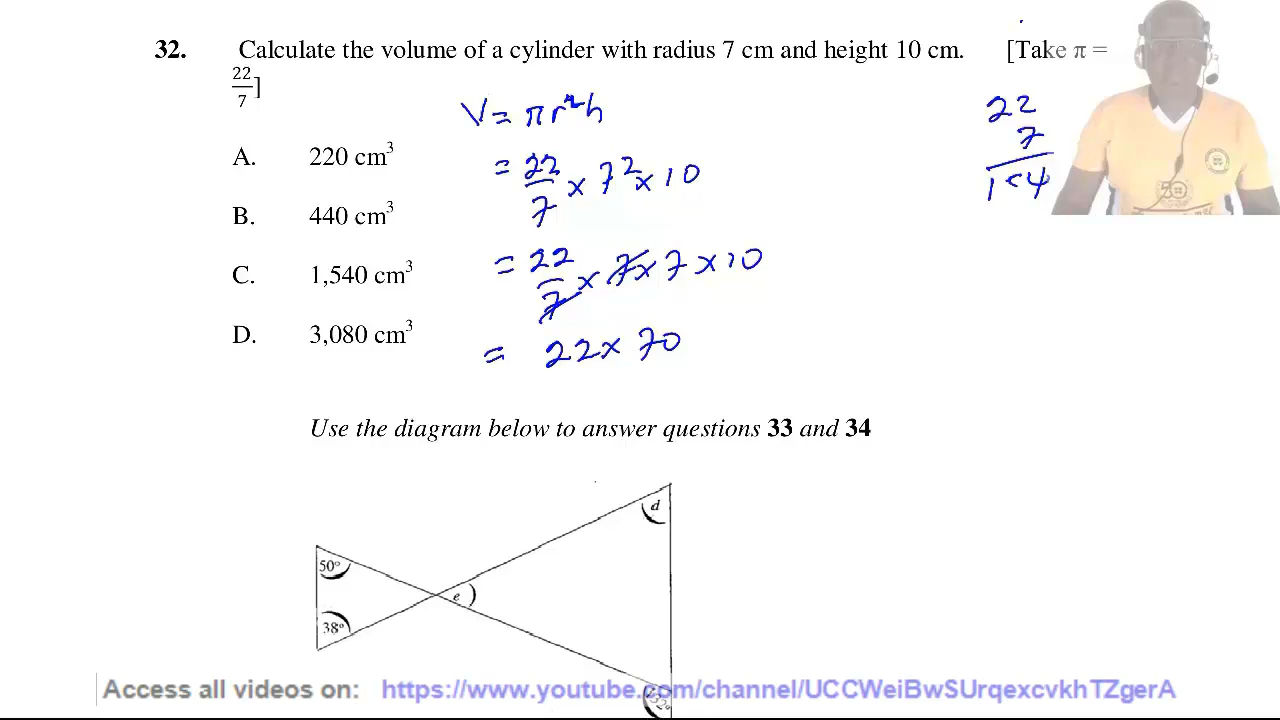 32. Calculate the volume of a cylinder with radius 7 cm and height 10 cm. [Take π =
22/7]
V = πr²h
= 22/7 × 7² × 10
= 22/7 × 7 × 7 × 10
= 22 × 70
22
7
154
A. 220 cm³
B. 440 cm³
C. 1,540 cm³
D. 3,080 cm³
Use the diagram below to answer questions 33 and 34
d
50°
e
38°
Access all videos on: https://www.youtube.com/channel/UCCWeiBwSUrqexcvkhTZgerA